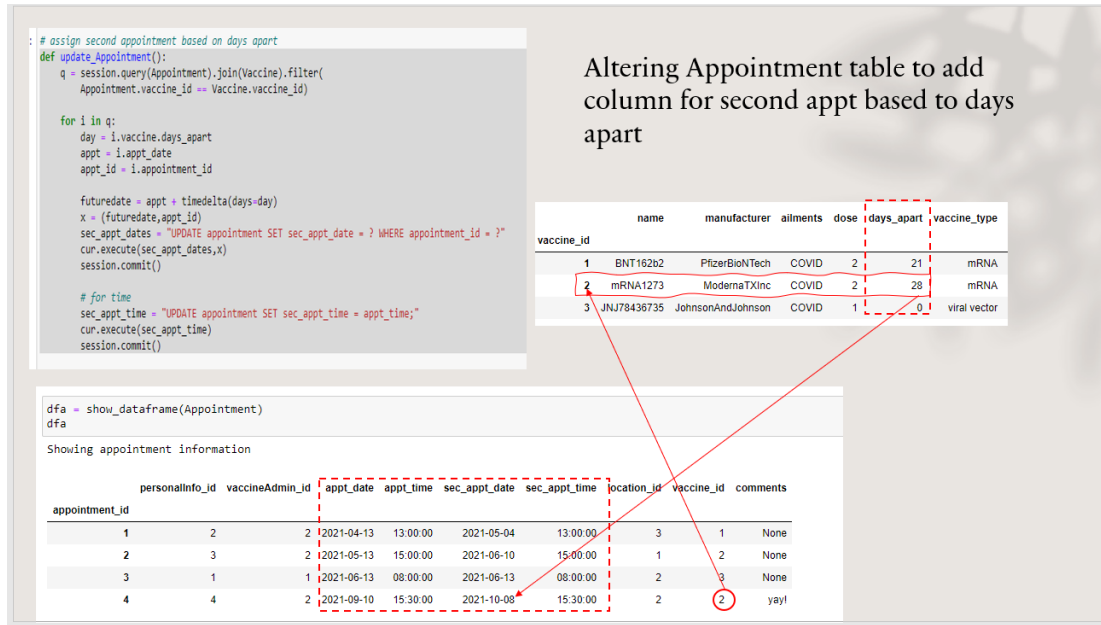 : # assign second appointment based on days apart
def update_Appointment():
q = session.query(Appointment).join(Vaccine).filter(
Appointment.vaccine_id == Vaccine.vaccine_id)
for i in q:
day = i.vaccine.days_apart
appt = i.appt_date
appt_id = i.appointment_id
futuredate = appt + timedelta(days=day)
x = (futuredate,appt_id)
sec_appt_dates = "UPDATE appointment SET sec_appt_date = ? WHERE appointment_id = ?"
cur.execute(sec_appt_dates,x)
session.commit()
# for time
sec_appt_time = "UPDATE appointment SET sec_appt_time = appt_time;"
cur.execute(sec_appt_time)
session.commit()
Altering Appointment table to add
column for second appt based to days
apart
name manufacturer ailments dose days_apart vaccine_type
vaccine_id
1 BNT162b2 PfizerBioNTech COVID 2 21 mRNA
2 mRNA1273 ModernaTXInc COVID 2 28 mRNA
3 JNJ78436735 JohnsonAndJohnson COVID 1 0 viral vector
dfa = show_dataframe(Appointment)
dfa
Showing appointment information
personalInfo_id vaccineAdmin_id appt_date appt_time sec_appt_date sec_appt_time location_id vaccine_id comments
appointment_id
1 2 2 2021-04-13 13:00:00 2021-05-04 13:00:00 3 1 None
2 3 2 2021-05-13 15:00:00 2021-06-10 15:00:00 1 2 None
3 1 1 2021-06-13 08:00:00 2021-06-13 08:00:00 2 3 None
4 4 2 2021-09-10 15:30:00 2021-10-08 15:30:00 2 2 yay!